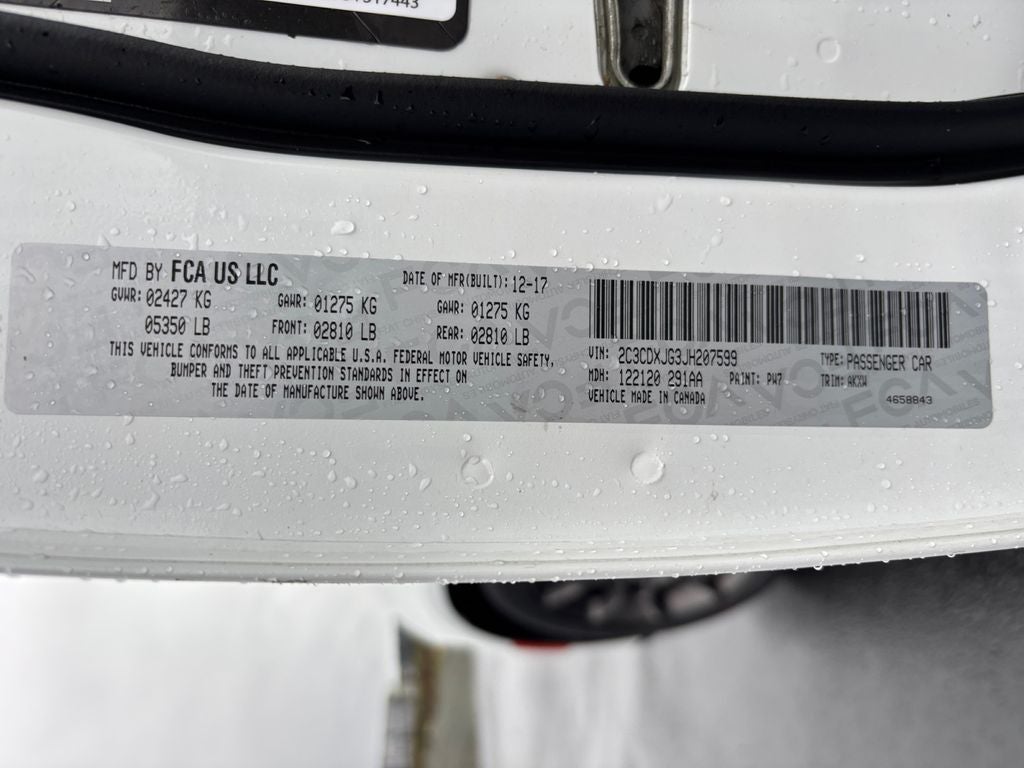 MFD BY FCA US LLC DATE OF MFR(BUILT): 12-17
GVWR: 02427 KG GAWR: 01275 KG GAWR: 01275 KG
05350 LB FRONT: 02810 LB REAR: 02810 LB
THIS VEHICLE CONFORMS TO ALL APPLICABLE U.S.A. FEDERAL MOTOR VEHICLE SAFETY,
BUMPER AND THEFT PREVENTION STANDARDS IN EFFECT ON
THE DATE OF MANUFACTURE SHOWN ABOVE.
VIN: 2C3CDXJG3JH207599 TYPE: PASSENGER CAR
MDH: 122120 291AA PAINT: PW7 TRIM: AKXW
VEHICLE MADE IN CANADA 4658843